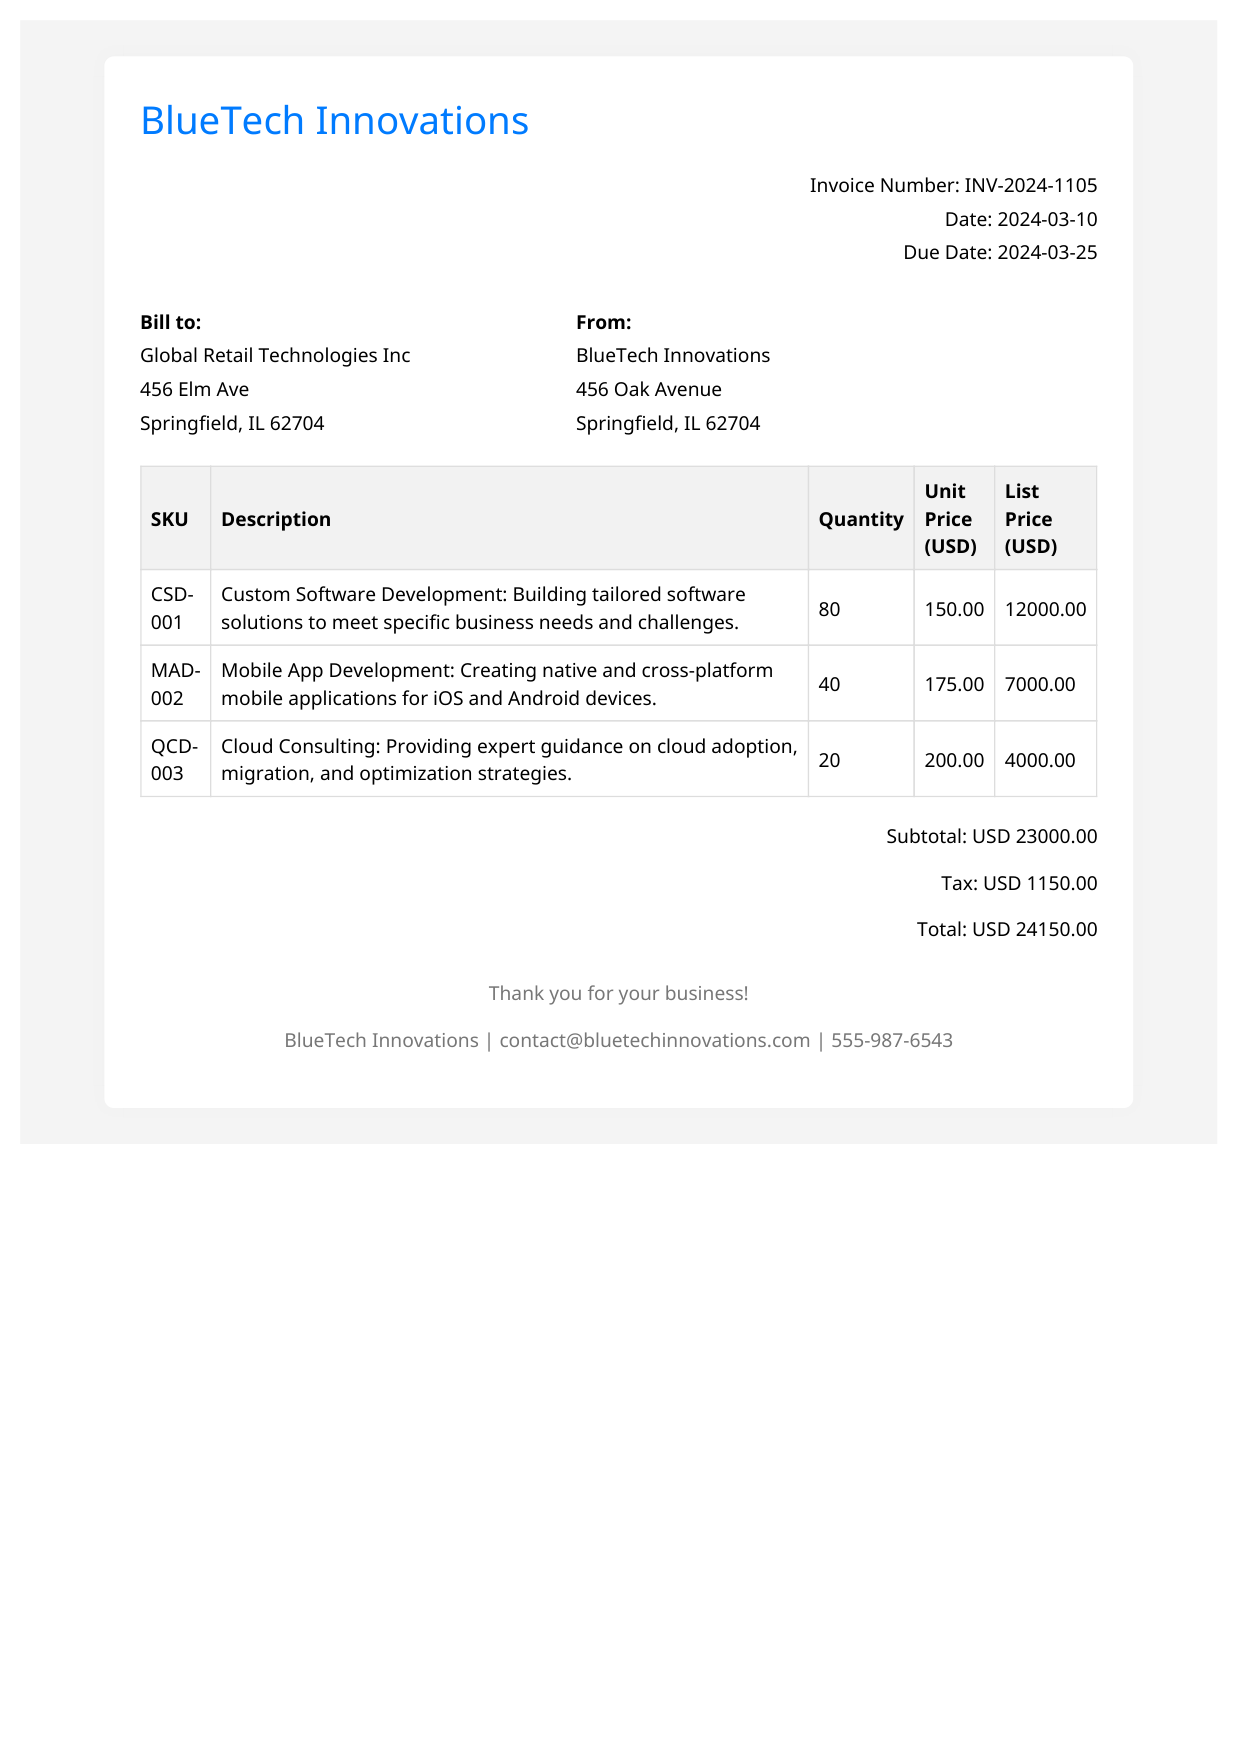 BlueTech Innovations
Invoice Number: INV-2024-1105
Date: 2024-03-10
Due Date: 2024-03-25
Bill to:
Global Retail Technologies Inc
456 Elm Ave
Springfield, IL 62704
From:
BlueTech Innovations
456 Oak Avenue
Springfield, IL 62704
SKU Description Quantity Unit Price (USD) List Price (USD)
CSD-001 Custom Software Development: Building tailored software solutions to meet specific business needs and challenges. 80 150.00 12000.00
MAD-002 Mobile App Development: Creating native and cross-platform mobile applications for iOS and Android devices. 40 175.00 7000.00
QCD-003 Cloud Consulting: Providing expert guidance on cloud adoption, migration, and optimization strategies. 20 200.00 4000.00
Subtotal: USD 23000.00
Tax: USD 1150.00
Total: USD 24150.00
Thank you for your business!
BlueTech Innovations | contact@bluetechinnovations.com | 555-987-6543